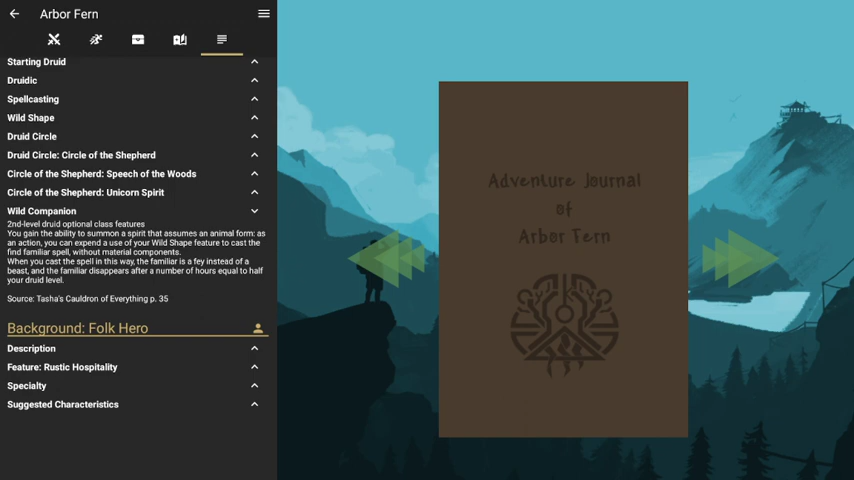 Arbor Fern
Starting Druid
Druidic
Spellcasting
Wild Shape
Druid Circle
Druid Circle: Circle of the Shepherd
Circle of the Shepherd: Speech of the Woods
Circle of the Shepherd: Unicorn Spirit
Wild Companion
2nd-level druid optional class features
You gain the ability to summon a spirit that assumes an animal form: as
an action, you can expend a use of your Wild Shape feature to cast the
find familiar spell, without material components.
When you cast the spell in this way, the familiar is a fey instead of a
beast, and the familiar disappears after a number of hours equal to half
your druid level.
Source: Tasha's Cauldron of Everything p. 35
Background: Folk Hero
Description
Feature: Rustic Hospitality
Specialty
Suggested Characteristics
Adventure Journal
of
Arbor Fern